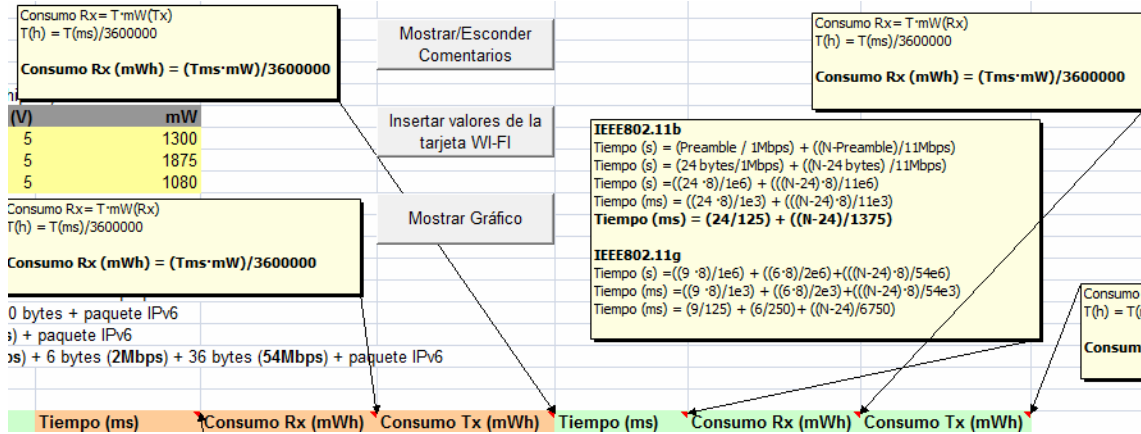 Consumo Rx= T·mW(Tx)
T(h) = T(ms)/3600000
Consumo Rx (mWh) = (Tms·mW)/3600000
Mostrar/Esconder
Comentarios
Consumo Rx= T·mW(Rx)
T(h) = T(ms)/3600000
Consumo Rx (mWh) = (Tms·mW)/3600000
(V) mW
5 1300
5 1875
5 1080
Insertar valores de la
tarjeta WI-FI
IEEE802.11b
Tiempo (s) = (Preamble / 1Mbps) + ((N-Preamble)/11Mbps)
Tiempo (s) =(24 bytes/1Mbps) + ((N-24 bytes) /11Mbps)
Tiempo (s) =((24 ·8)/1e6) + (((N-24)·8)/11e6)
Tiempo (ms) = ((24 ·8)/1e3) + (((N-24)·8)/11e3)
Tiempo (ms) = (24/125) + ((N-24)/1375)
IEEE802.11g
Tiempo (s) =((9 ·8)/1e6) + ((6·8)/2e6)+(((N-24)·8)/54e6)
Tiempo (ms) =((9 ·8)/1e3) + ((6·8)/2e3)+(((N-24)·8)/54e3)
Tiempo (ms) = (9/125) + (6/250)+ ((N-24)/6750)
Consumo Rx= T·mW(Rx)
T(h) = T(ms)/3600000
Consumo Rx (mWh) = (Tms·mW)/3600000
Mostrar Gráfico
Consumo
T(h) = T(
Consum
0 bytes + paquete IPv6
s) + paquete IPv6
ps) + 6 bytes (2Mbps) + 36 bytes (54Mbps) + paquete IPv6
Tiempo (ms) Consumo Rx (mWh) Consumo Tx (mWh) Tiempo (ms) Consumo Rx (mWh) Consumo Tx (mWh)